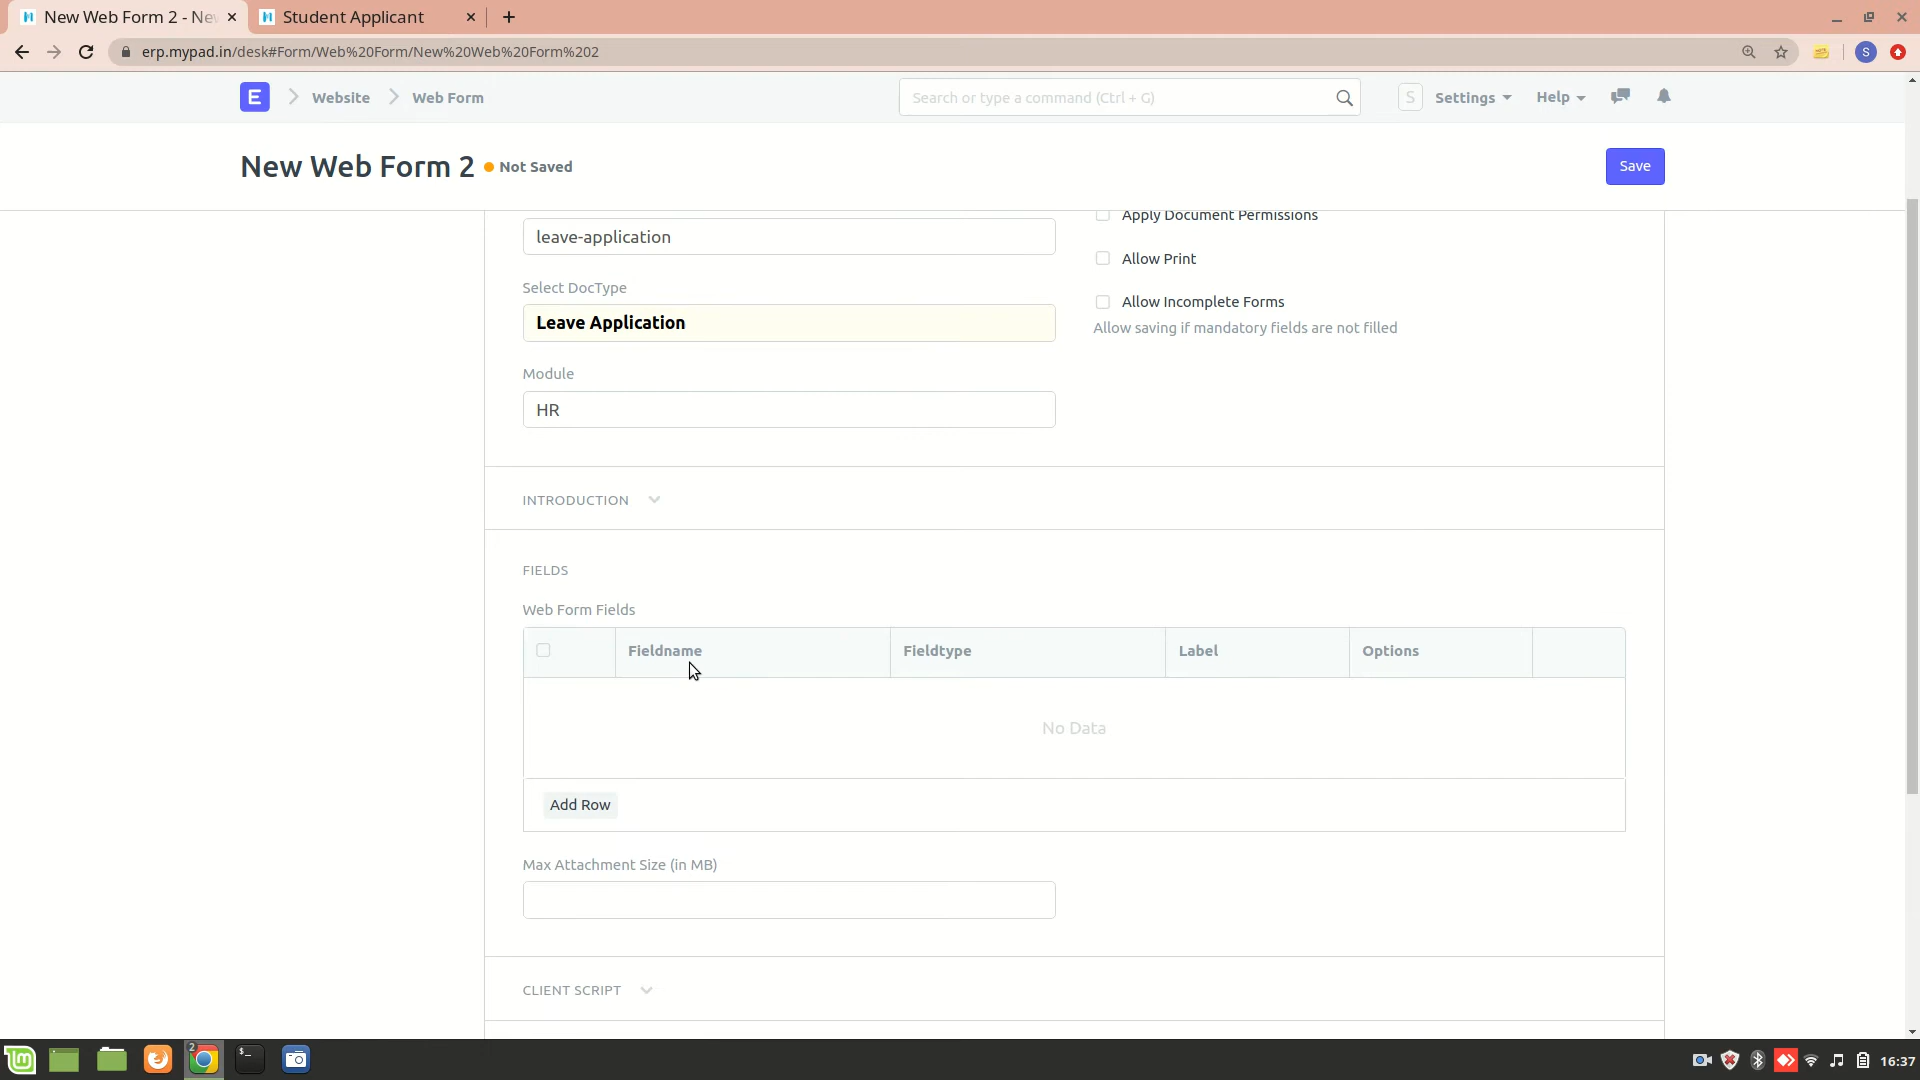 New Web Form 2 - Ne
Student Applicant
erp.mypad.in/desk#Form/Web%20Form/New%20Web%20Form%202
S
E
Website
Web Form
Search or type a command (Ctrl + G)
S
Settings
Help
New Web Form 2
Not Saved
Save
leave-application
Apply Document Permissions
Allow Print
Select DocType
Allow Incomplete Forms
Leave Application
Allow saving if mandatory fields are not filled
Module
HR
INTRODUCTION
FIELDS
Web Form Fields
Fieldname
Fieldtype
Label
Options
No Data
Add Row
Max Attachment Size (in MB)
CLIENT SCRIPT
2
16:37